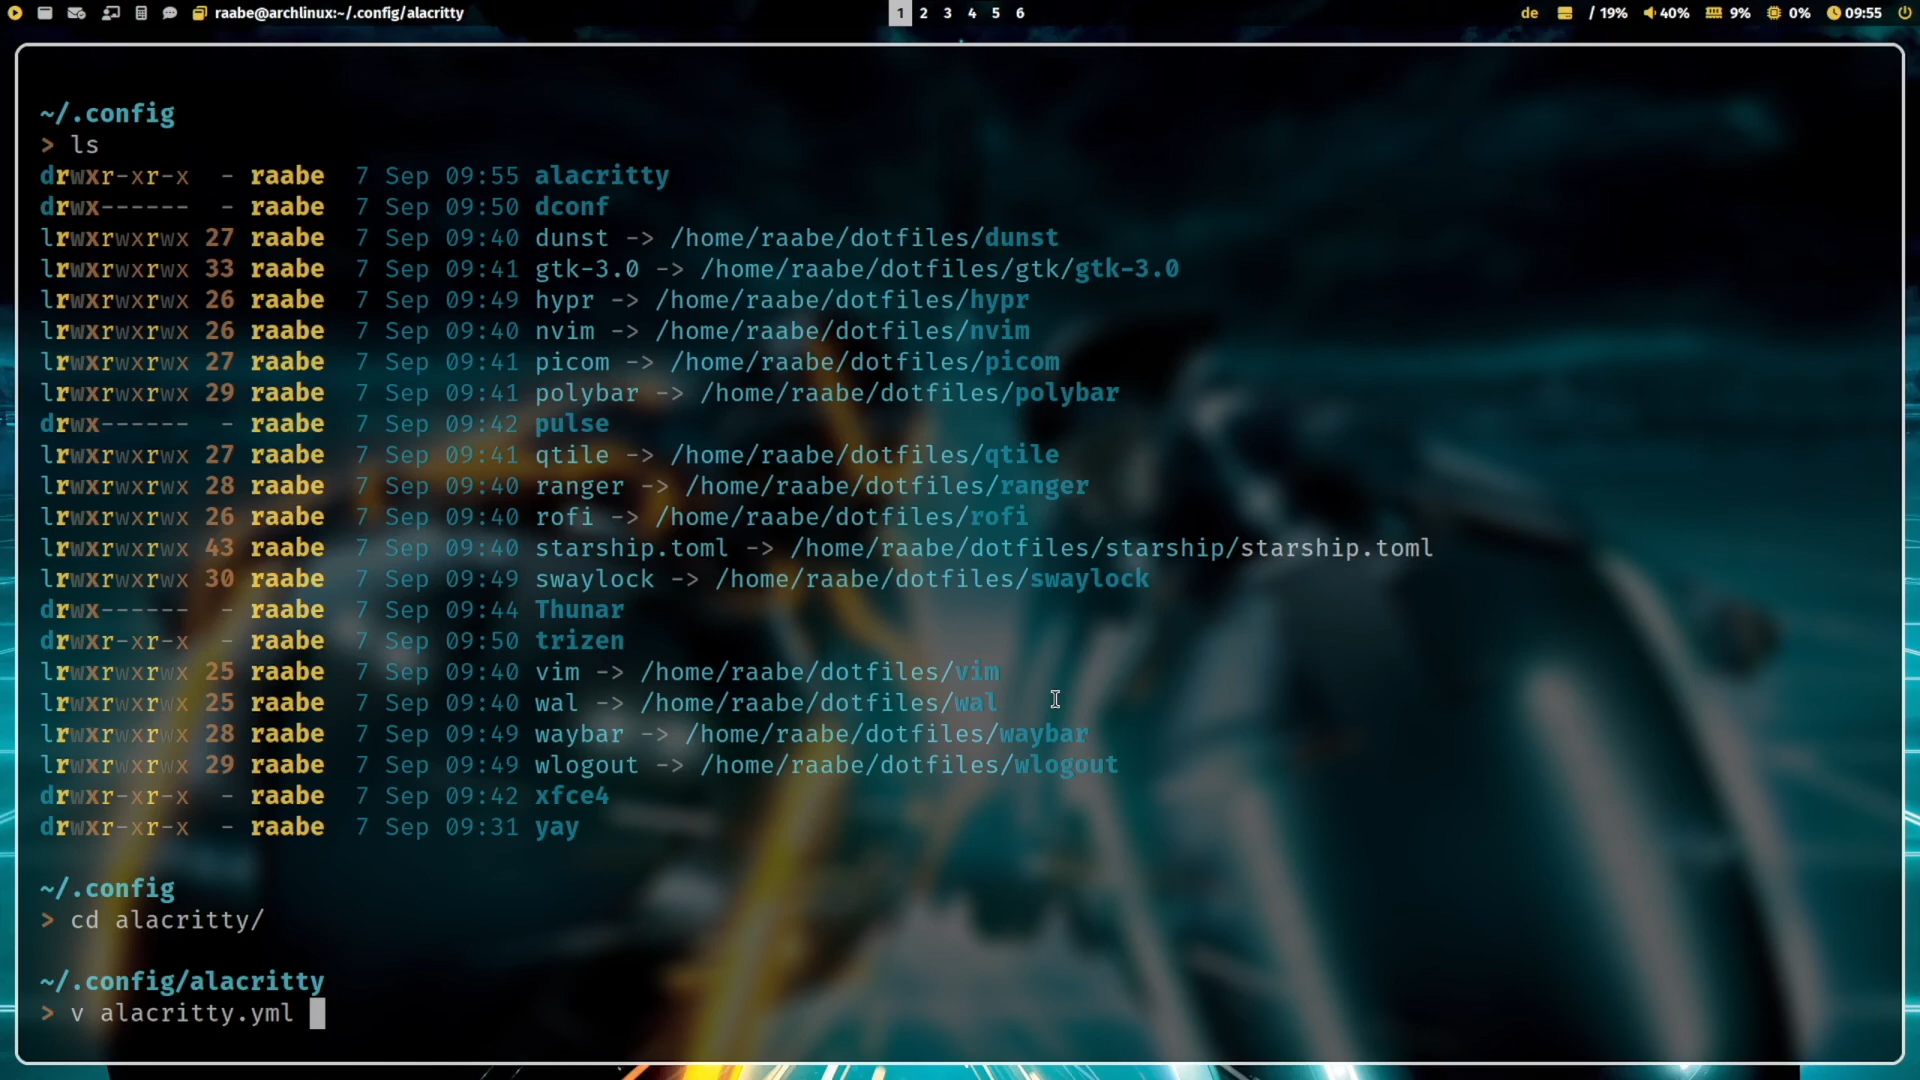 raabe@archlinux:~/.config/alacritty 1 2 3 4 5 6 de / 19% 40% 9% 0% 09:55
~/.config
> ls
drwxr-xr-x - raabe 7 Sep 09:55 alacritty
drwx------ - raabe 7 Sep 09:50 dconf
lrwxrwxrwx 27 raabe 7 Sep 09:40 dunst -> /home/raabe/dotfiles/dunst
lrwxrwxrwx 33 raabe 7 Sep 09:41 gtk-3.0 -> /home/raabe/dotfiles/gtk/gtk-3.0
lrwxrwxrwx 26 raabe 7 Sep 09:49 hypr -> /home/raabe/dotfiles/hypr
lrwxrwxrwx 26 raabe 7 Sep 09:40 nvim -> /home/raabe/dotfiles/nvim
lrwxrwxrwx 27 raabe 7 Sep 09:41 picom -> /home/raabe/dotfiles/picom
lrwxrwxrwx 29 raabe 7 Sep 09:41 polybar -> /home/raabe/dotfiles/polybar
drwx------ - raabe 7 Sep 09:42 pulse
lrwxrwxrwx 27 raabe 7 Sep 09:41 qtile -> /home/raabe/dotfiles/qtile
lrwxrwxrwx 28 raabe 7 Sep 09:40 ranger -> /home/raabe/dotfiles/ranger
lrwxrwxrwx 26 raabe 7 Sep 09:40 rofi -> /home/raabe/dotfiles/rofi
lrwxrwxrwx 43 raabe 7 Sep 09:40 starship.toml -> /home/raabe/dotfiles/starship/starship.toml
lrwxrwxrwx 30 raabe 7 Sep 09:49 swaylock -> /home/raabe/dotfiles/swaylock
drwx------ - raabe 7 Sep 09:44 Thunar
drwxr-xr-x - raabe 7 Sep 09:50 trizen
lrwxrwxrwx 25 raabe 7 Sep 09:40 vim -> /home/raabe/dotfiles/vim
lrwxrwxrwx 25 raabe 7 Sep 09:40 wal -> /home/raabe/dotfiles/wal
lrwxrwxrwx 28 raabe 7 Sep 09:49 waybar -> /home/raabe/dotfiles/waybar
lrwxrwxrwx 29 raabe 7 Sep 09:49 wlogout -> /home/raabe/dotfiles/wlogout
drwxr-xr-x - raabe 7 Sep 09:42 xfce4
drwxr-xr-x - raabe 7 Sep 09:31 yay
~/.config
> cd alacritty/
~/.config/alacritty
> v alacritty.yml